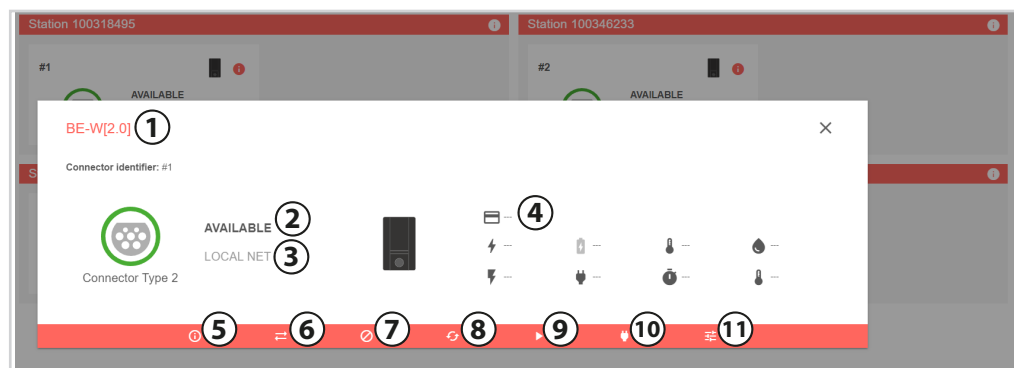 Station 100318495
Station 100346233
#1
#2
AVAILABLE
AVAILABLE
BE-W[2.0] 1
Connector identifier: #1
S
AVAILABLE 2
LOCAL NET 3
Connector Type 2
--- 4
--- --- --- ---
--- --- --- ---
5 6 7 8 9 10 11